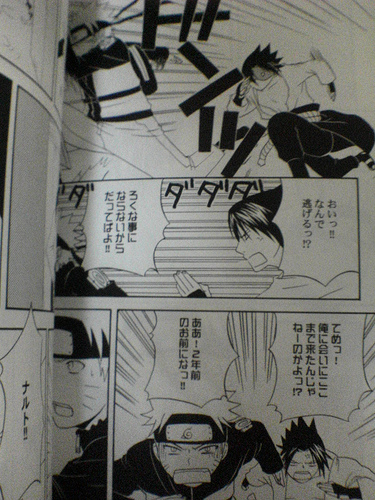 ドドドド
おいっ!!
なんで
逃げるっ!?
ダダダ
ろくな事に
ならないから
だってばよ!!
ダ
てめっ!
俺に会いにここ
まで来たんじゃ
ねーのかよっ!?
ああ!2年前
のお前になっ!!
ナルト!!